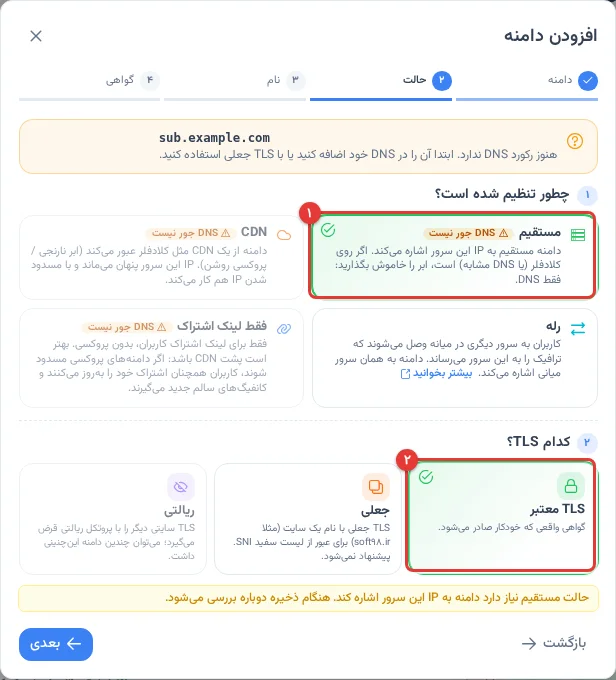 افزودن دامنه
دامنه
۲ حالت
۳ نام
۴ گواهی
sub.example.com
هنوز رکورد DNS ندارد. ابتدا آن را در DNS خود اضافه کنید یا با TLS جعلی استفاده کنید.
۱ چطور تنظیم شده است؟
۱
مستقیم DNS جور نیست
دامنه مستقیم به IP این سرور اشاره می‌کند. اگر روی
کلادفلر (یا DNS مشابه) است، ابر را خاموش بگذارید:
فقط DNS.
CDN DNS جور نیست
دامنه از یک CDN مثل کلادفلر عبور می‌کند (ابر نارنجی /
پروکسی روشن). IP این سرور پنهان می‌ماند و با مسدود
شدن IP هم کار می‌کند.
رله
کاربران به سرور دیگری در میانه وصل می‌شوند که
ترافیک را به این سرور می‌رساند. دامنه به همان سرور
میانی اشاره می‌کند. بیشتر بخوانید
فقط لینک اشتراک DNS جور نیست
فقط برای لینک اشتراک کاربران، بدون پروکسی. بهتر
است پشت CDN باشد: اگر دامنه‌های پروکسی مسدود
شوند، کاربران همچنان اشتراک خود را به‌روز می‌کنند و
کانفیگ‌های سالم جدید می‌گیرند.
۲ کدام TLS؟
۲
TLS معتبر
گواهی واقعی که خودکار صادر می‌شود.
جعلی
TLS جعلی با نام یک سایت (مثلا
soft98.ir) برای عبور از لیست سفید SNI.
پیشنهاد نمی‌شود.
ریالتی
TLS سایتی دیگر را با پروتکل ریالتی قرض
می‌گیرد؛ می‌توان چندین دامنه این‌چنینی
داشت.
حالت مستقیم نیاز دارد دامنه به IP این سرور اشاره کند. هنگام ذخیره دوباره بررسی می‌شود.
بازگشت
بعدی